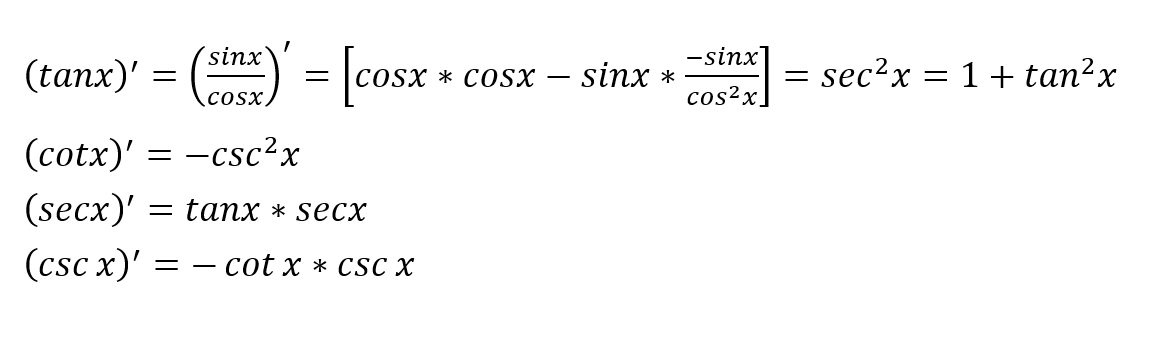 (tanx)′ = (sinx/cosx)′ = [cosx * cosx − sinx * −sinx/cos²x] = sec²x = 1 + tan²x
(cotx)′ = −csc²x
(secx)′ = tanx * secx
(csc x)′ = − cot x * csc x